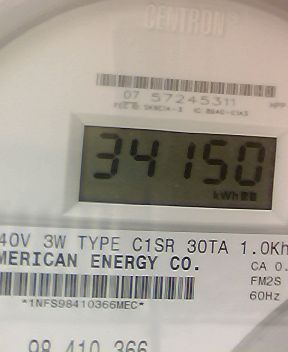 CENTRON®
07 57245311
34150
kWh
40V 3W TYPE C1SR 30TA 1.0Kh
MERICAN ENERGY CO.
CA 0.
FM2S
60Hz
*1NFS98410366MEC*
98 410 366